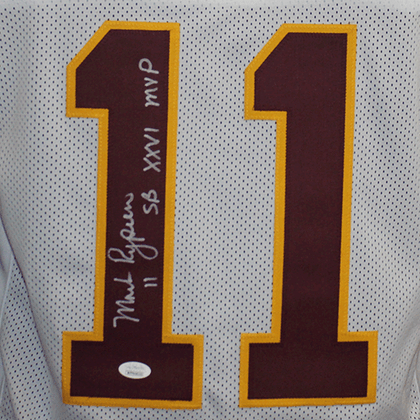 11
Mark Rypien
11
SB XXVI MVP